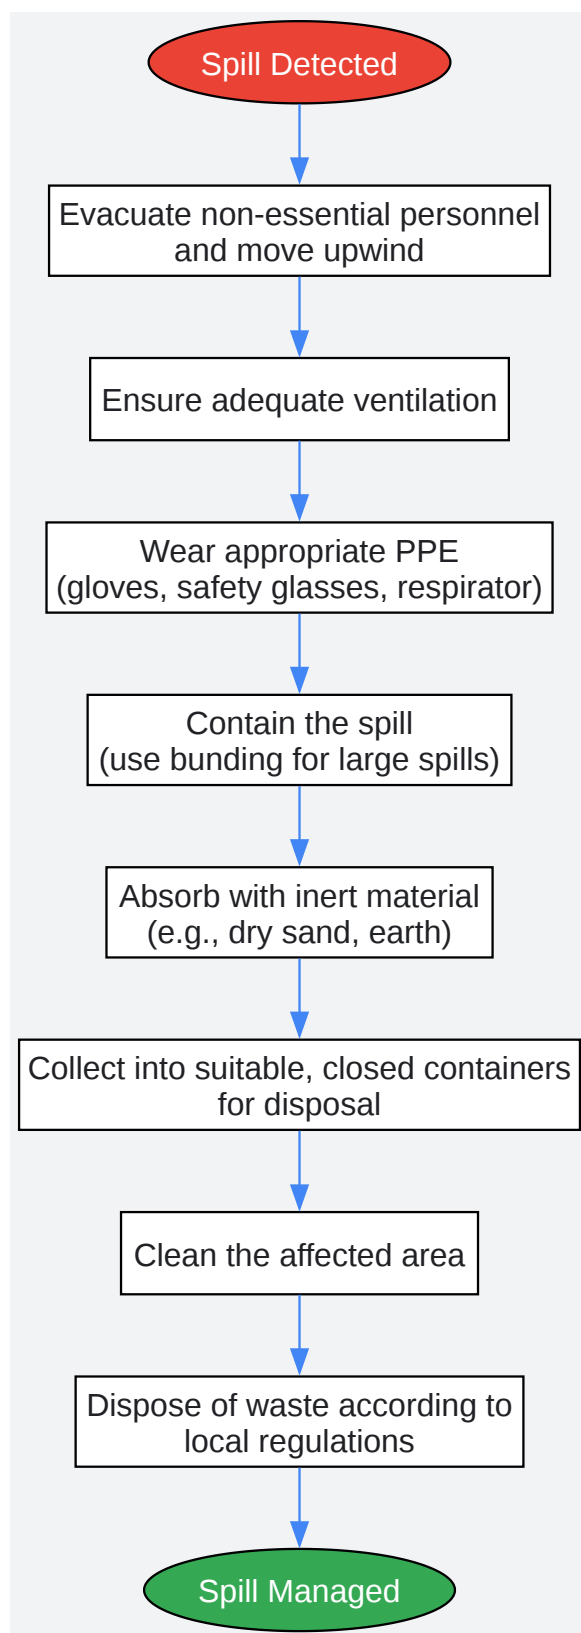 Spill Detected
Evacuate non-essential personnel
and move upwind
Ensure adequate ventilation
Wear appropriate PPE
(gloves, safety glasses, respirator)
Contain the spill
(use bunding for large spills)
Absorb with inert material
(e.g., dry sand, earth)
Collect into suitable, closed containers
for disposal
Clean the affected area
Dispose of waste according to
local regulations
Spill Managed